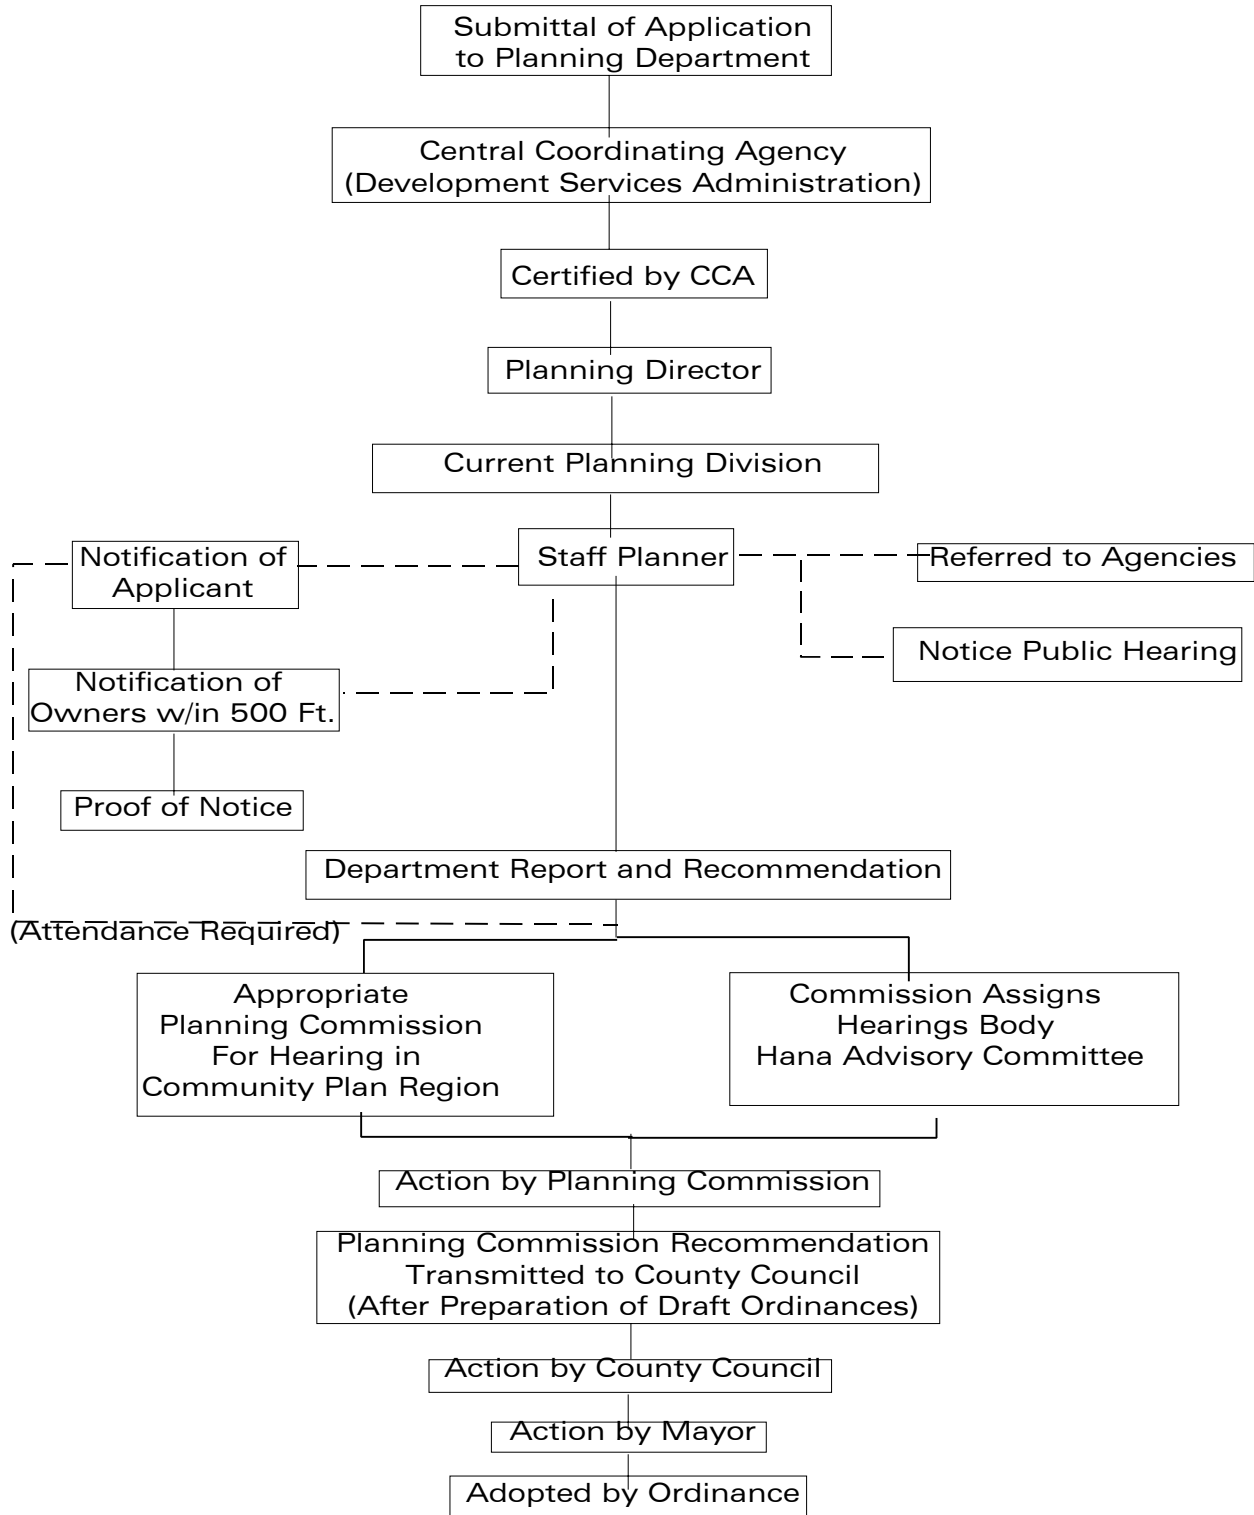 Submittal of Application
to Planning Department
Central Coordinating Agency
(Development Services Administration)
Certified by CCA
Planning Director
Current Planning Division
Notification of
Applicant
Staff Planner
Referred to Agencies
Notice Public Hearing
Notification of
Owners w/in 500 Ft.
Proof of Notice
Department Report and Recommendation
(Attendance Required)
Appropriate
Planning Commission
For Hearing in
Community Plan Region
Commission Assigns
Hearings Body
Hana Advisory Committee
Action by Planning Commission
Planning Commission Recommendation
Transmitted to County Council
(After Preparation of Draft Ordinances)
Action by County Council
Action by Mayor
Adopted by Ordinance